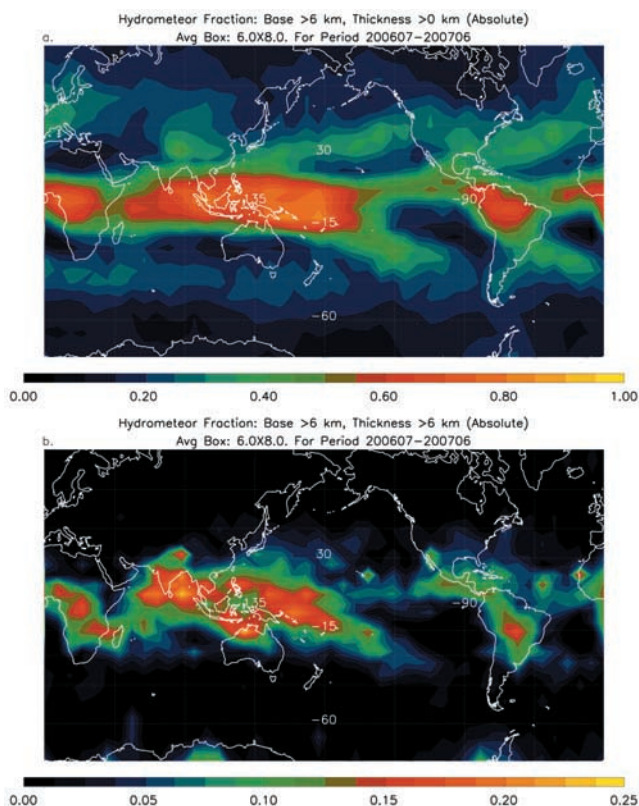 Hydrometeor Fraction: Base >6 km, Thickness >0 km (Absolute)
a. Avg Box: 6.0X8.0. For Period 200607-200706
30
-90
135
-15
-60
0.00 0.20 0.40 0.60 0.80 1.00
Hydrometeor Fraction: Base >6 km, Thickness >6 km (Absolute)
b. Avg Box: 6.0X8.0. For Period 200607-200706
30
-90
135
-15
-60
0.00 0.05 0.10 0.15 0.20 0.25